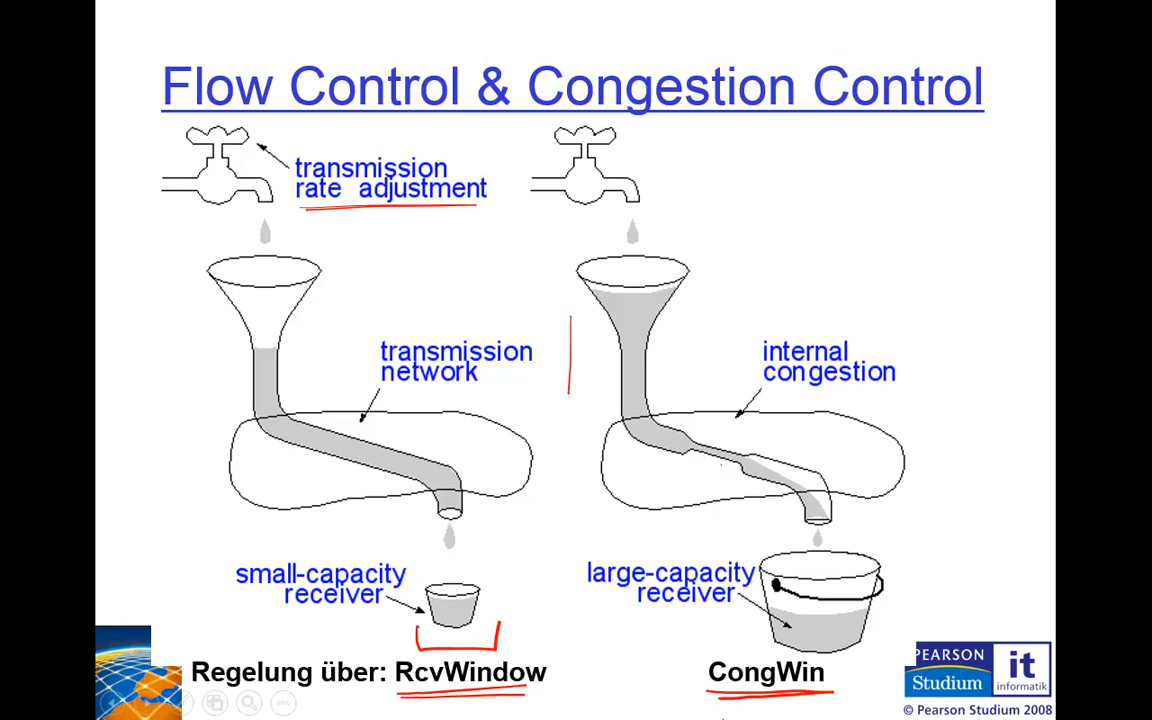 Flow Control & Congestion Control
transmission
rate adjustment
transmission
network
internal
congestion
small-capacity
receiver
large-capacity
receiver
Regelung über: RcvWindow
CongWin
PEARSON
Studium
it
informatik
© Pearson Studium 2008